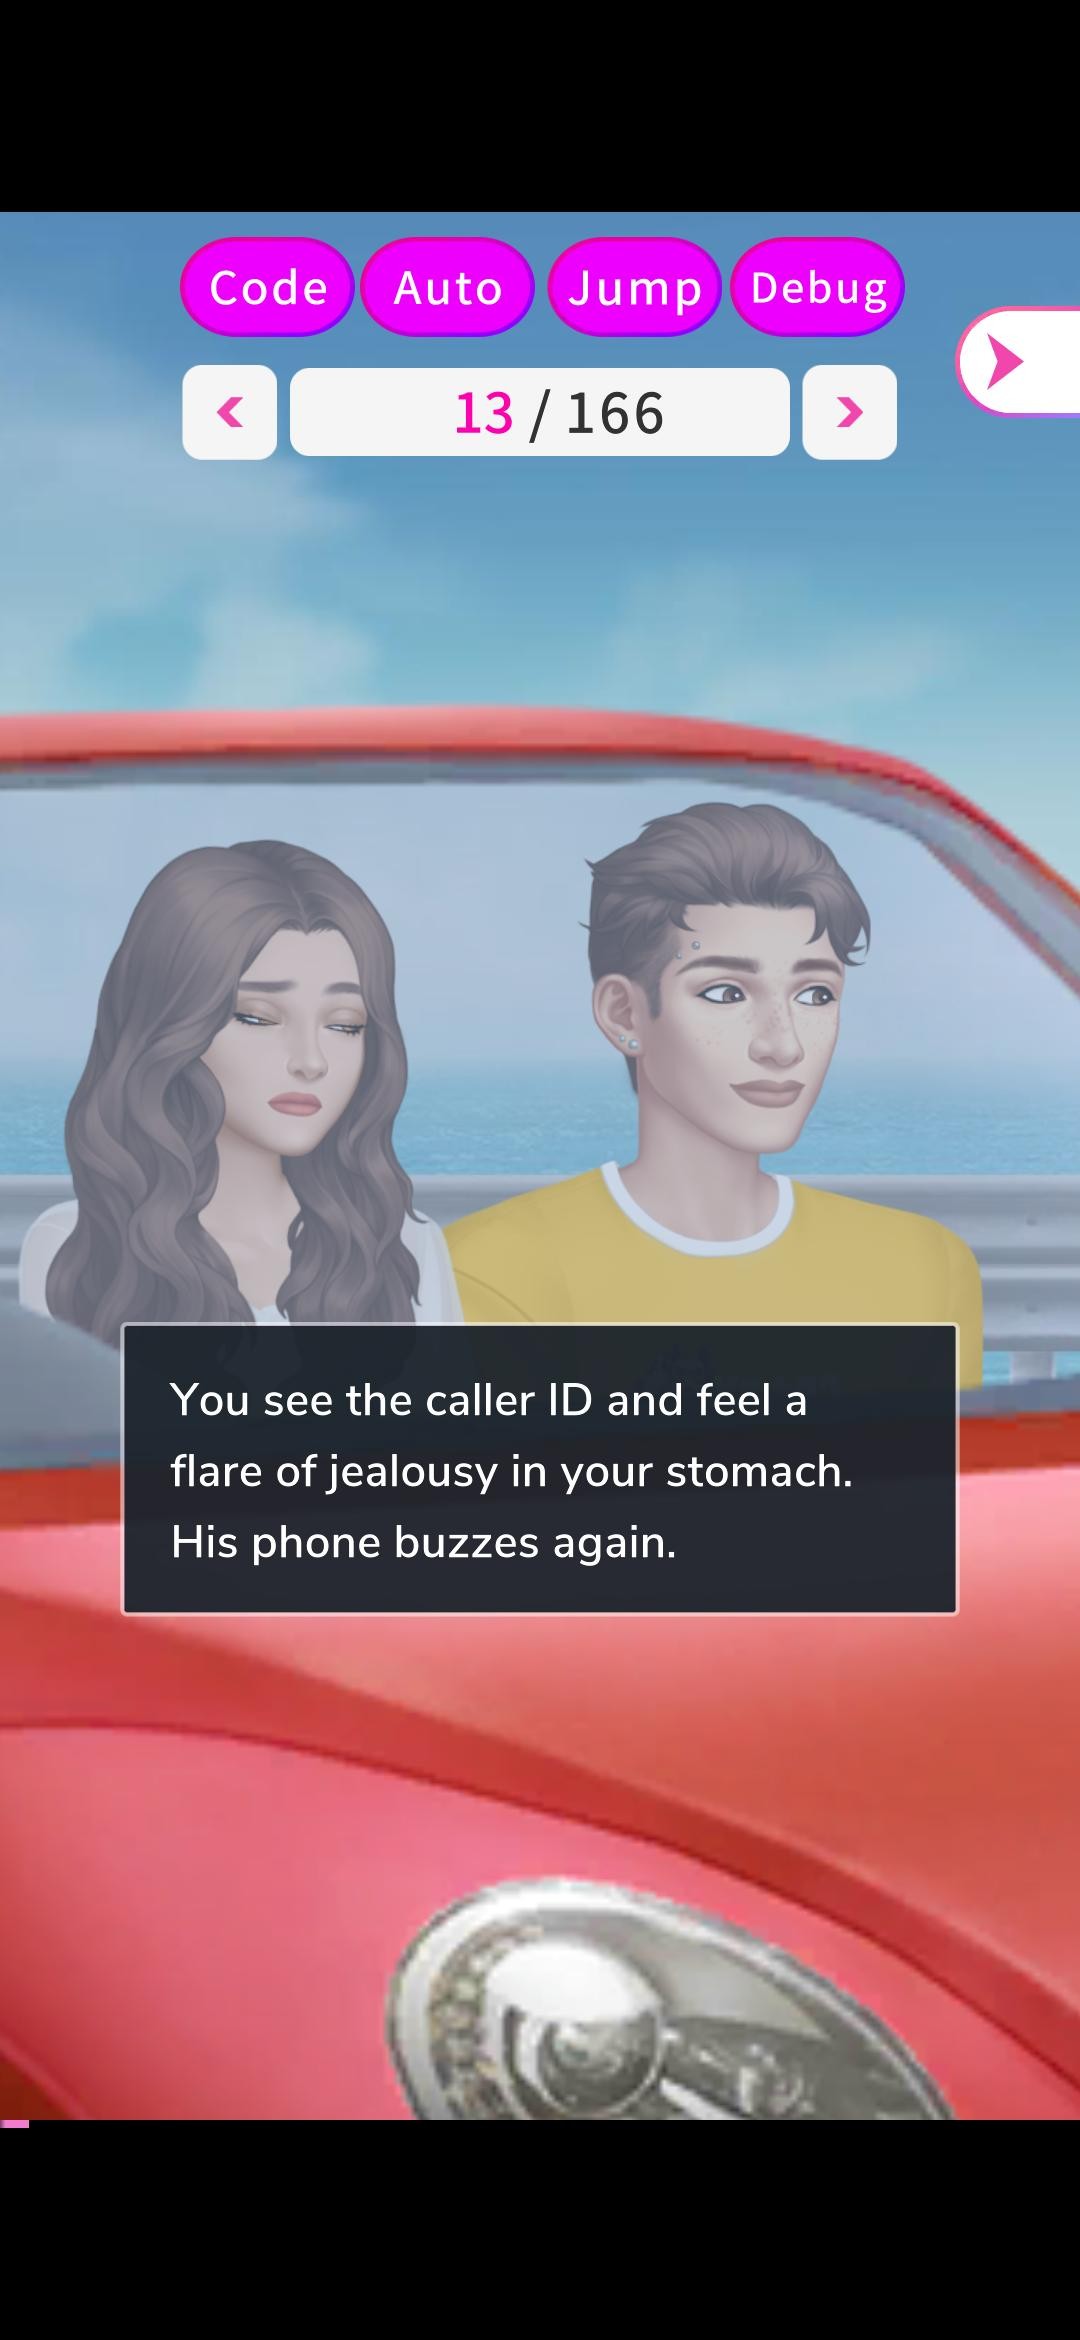 Code Auto Jump Debug
13 / 166
You see the caller ID and feel a
flare of jealousy in your stomach.
His phone buzzes again.